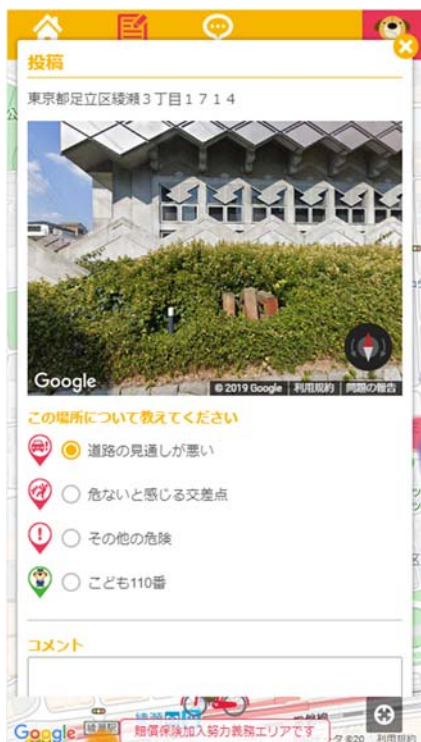 投稿
東京都足立区綾瀬3丁目1714
Google
© 2019 Google 利用規約 問題の報告
この場所について教えてください
道路の見通しが悪い
危ないと感じる交差点
その他の危険
こども110番
コメント
Google
綾瀬駅
賠償保険加入努力義務エリアです
利用規約